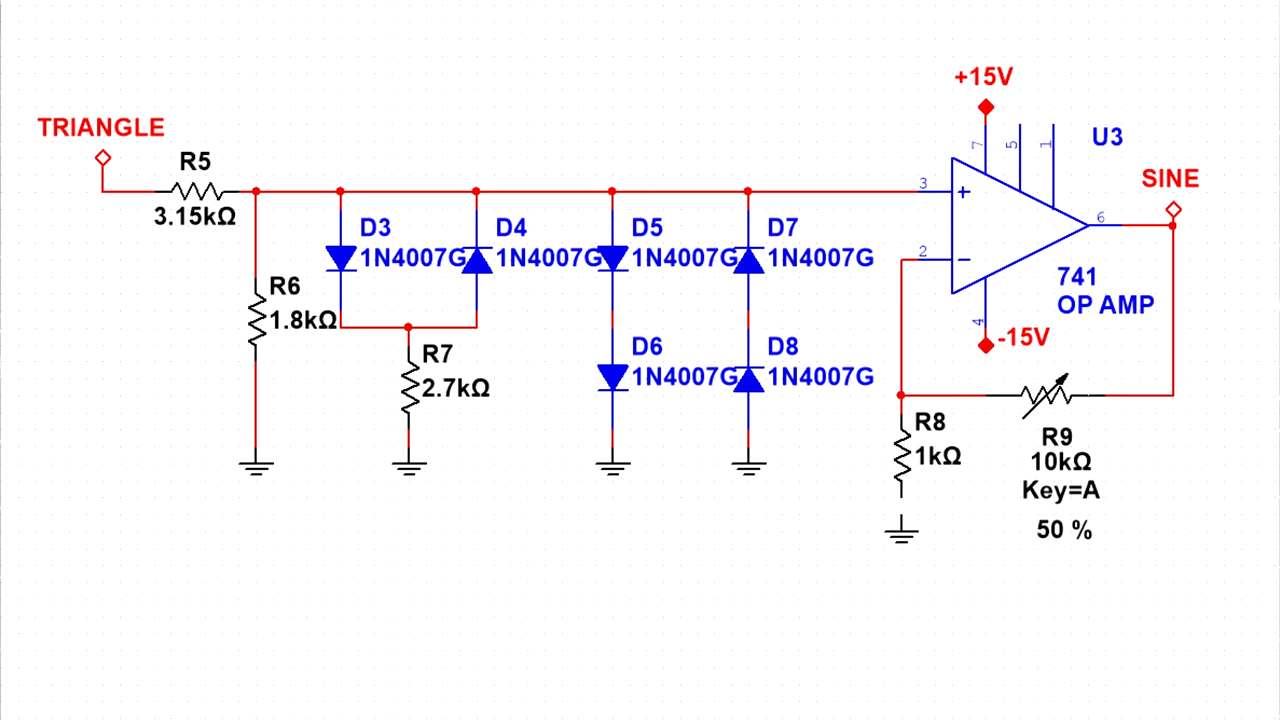 +15V
TRIANGLE
U3
7
5
1
R5
SINE
3.15kΩ
3
+
6
D3
D4
D5
D7
1N4007G
1N4007G
1N4007G
1N4007G
2
−
R6
1.8kΩ
741
OP AMP
4
-15V
R7
2.7kΩ
D6
D8
1N4007G
1N4007G
R8
1kΩ
R9
10kΩ
Key=A
50 %